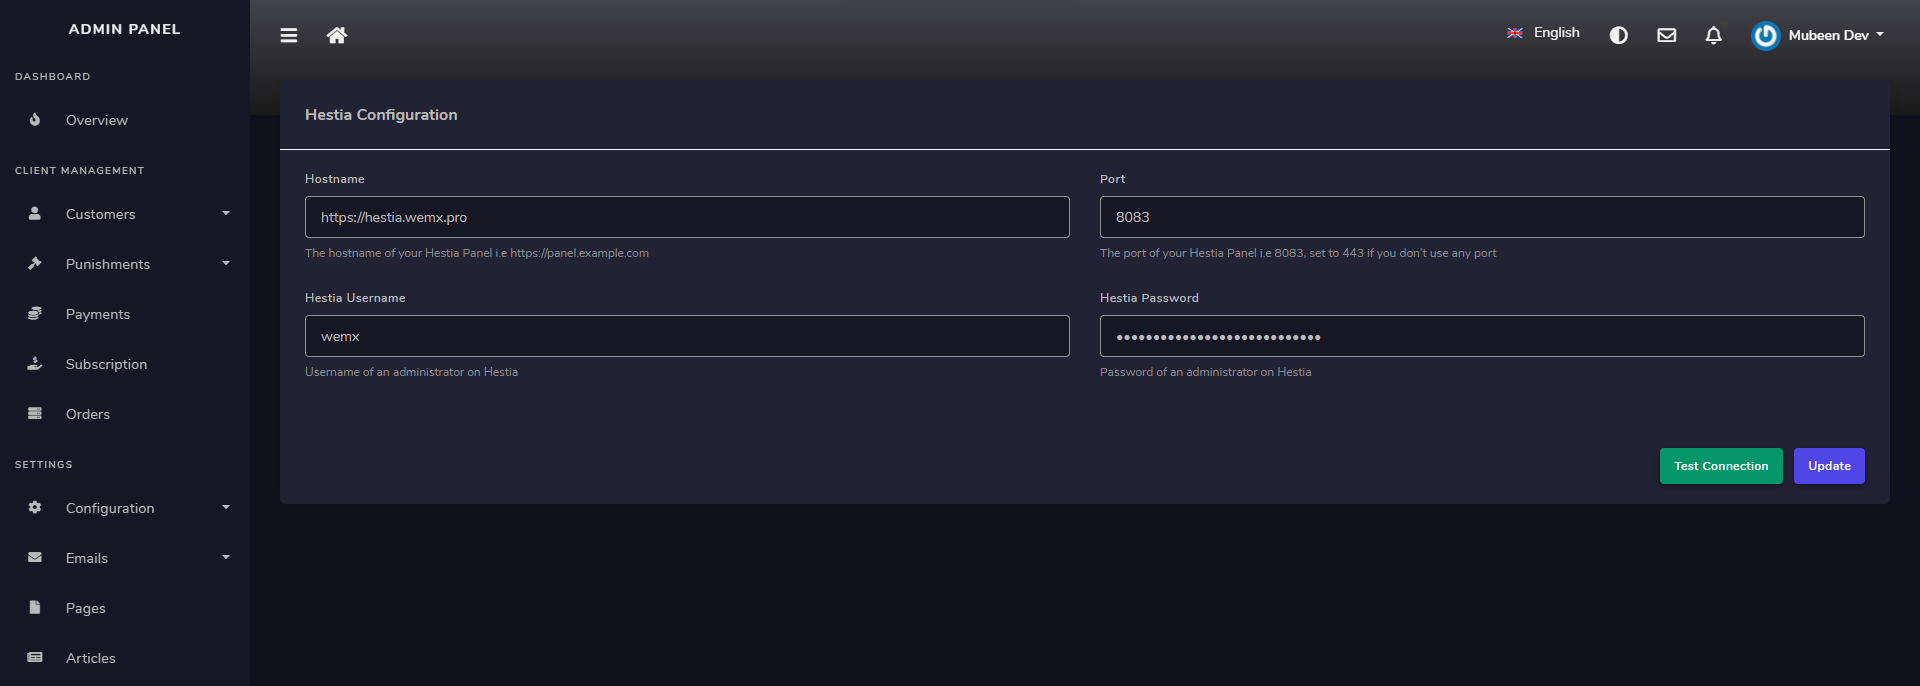 ADMIN PANEL
DASHBOARD
Overview
CLIENT MANAGEMENT
Customers
Punishments
Payments
Subscription
Orders
SETTINGS
Configuration
Emails
Pages
Articles
English
Mubeen Dev
Hestia Configuration
Hostname
https://hestia.wemx.pro
The hostname of your Hestia Panel i.e https://panel.example.com
Port
8083
The port of your Hestia Panel i.e 8083, set to 443 if you don't use any port
Hestia Username
wemx
Username of an administrator on Hestia
Hestia Password
••••••••••••••••••••••••••••
Password of an administrator on Hestia
Test Connection
Update